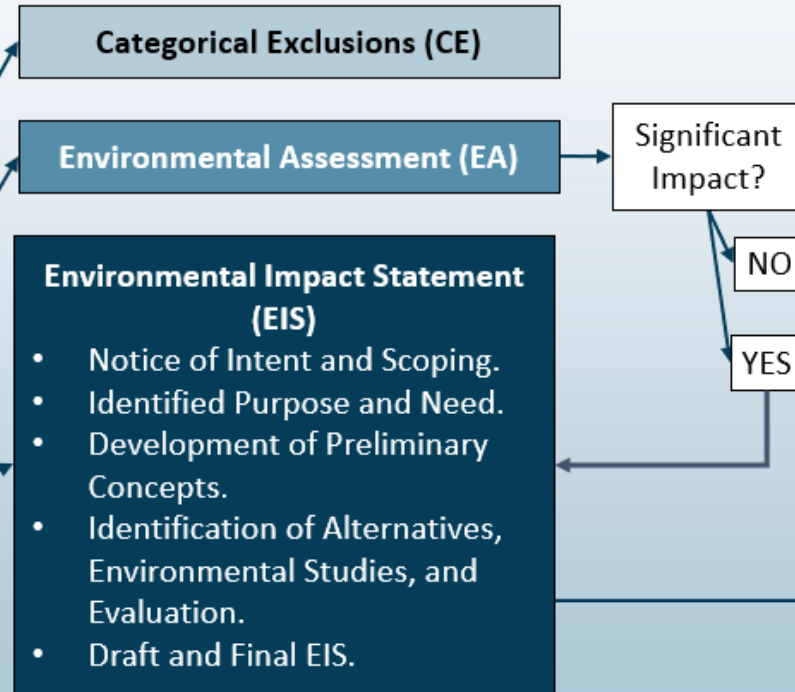 Categorical Exclusions (CE)
Environmental Assessment (EA)
Significant
Impact?
NO
YES
Environmental Impact Statement
(EIS)
• Notice of Intent and Scoping.
• Identified Purpose and Need.
• Development of Preliminary
Concepts.
• Identification of Alternatives,
Environmental Studies, and
Evaluation.
• Draft and Final EIS.